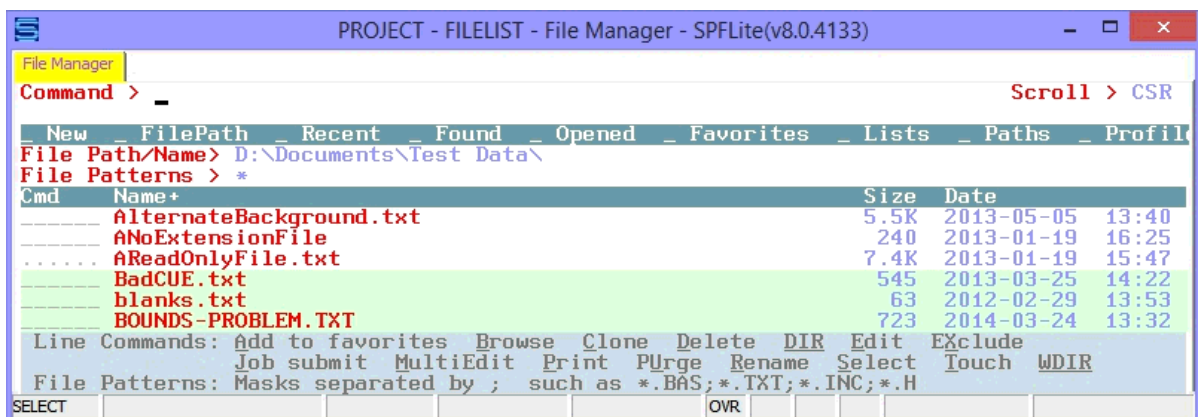 PROJECT - FILELIST - File Manager - SPFLite(v8.0.4133)
File Manager
Command > _ Scroll > CSR
_ New _ FilePath _ Recent _ Found _ Opened _ Favorites _ Lists _ Paths _ Profile
File Path/Name> D:\Documents\Test Data\
File Patterns > *
Cmd Name+ Size Date
______ AlternateBackground.txt 5.5K 2013-05-05 13:40
______ ANoExtensionFile 240 2013-01-19 16:25
...... AReadOnlyFile.txt 7.4K 2013-01-19 15:47
______ BadCUE.txt 545 2013-03-25 14:22
______ blanks.txt 63 2012-02-29 13:53
______ BOUNDS-PROBLEM.TXT 723 2014-03-24 13:32
Line Commands: Add to favorites Browse Clone Delete DIR Edit EXclude
Job submit MultiEdit Print PUrge Rename Select Touch WDIR
File Patterns: Masks separated by ; such as *.BAS;*.TXT;*.INC;*.H
SELECT OVR